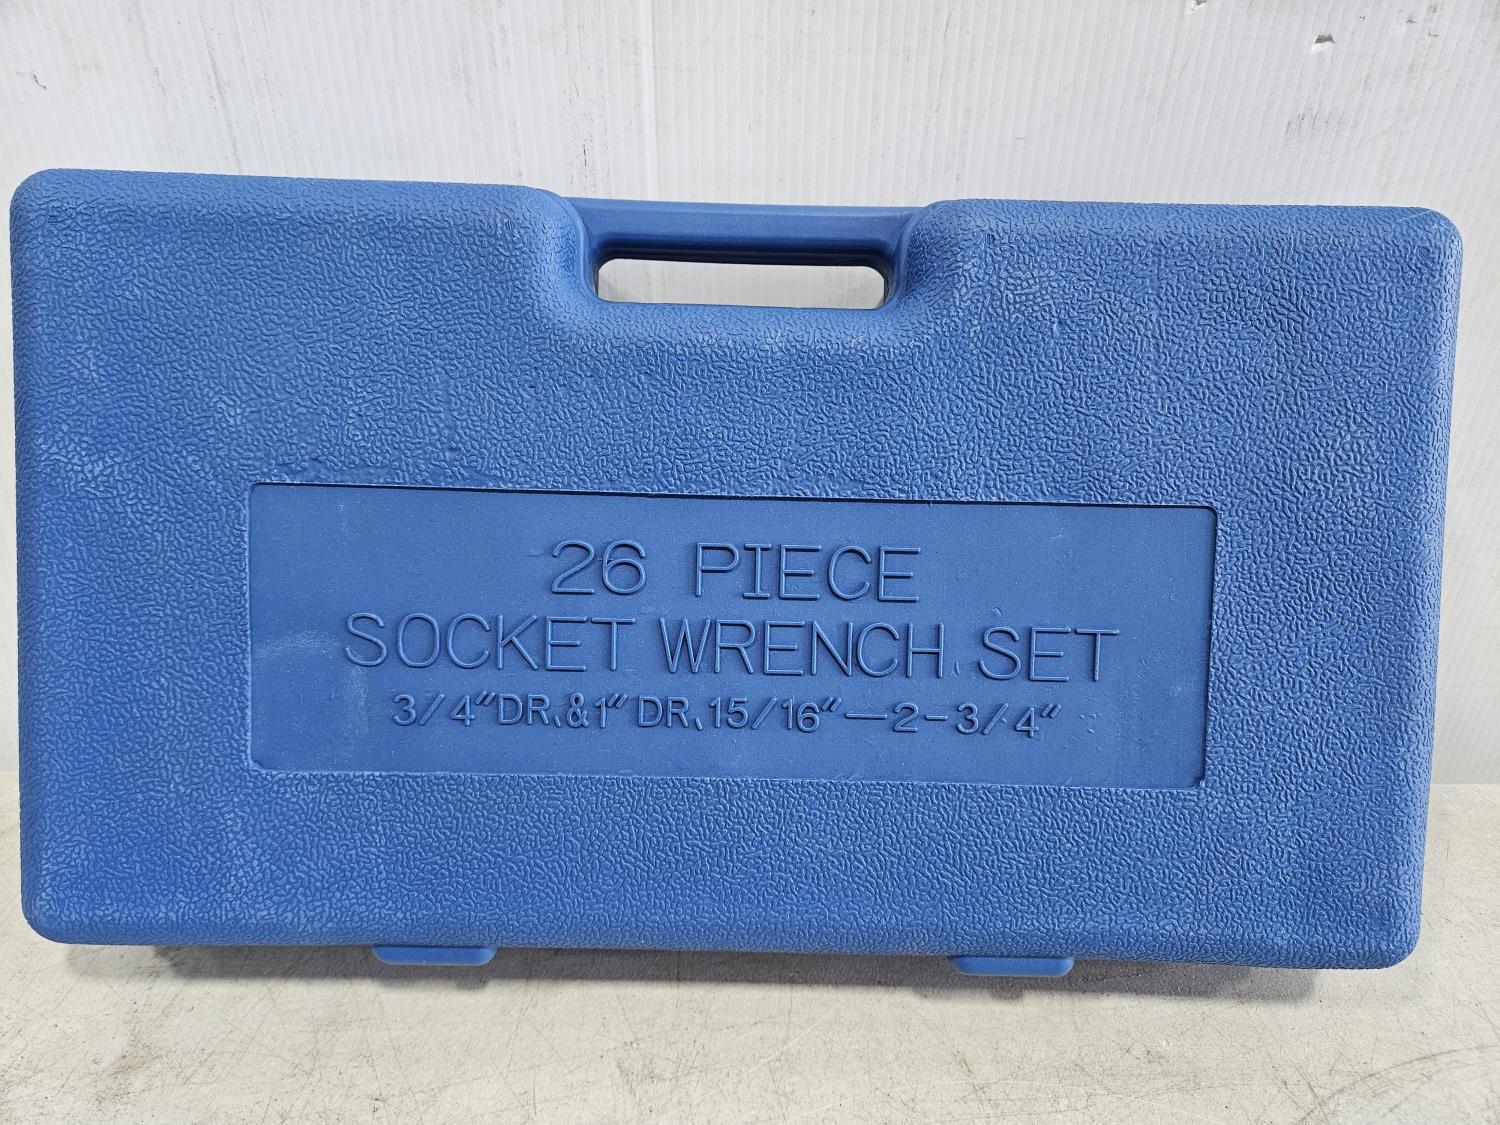 26 PIECE
SOCKET WRENCH SET
3/4"DR.&1"DR.15/16"—2-3/4"